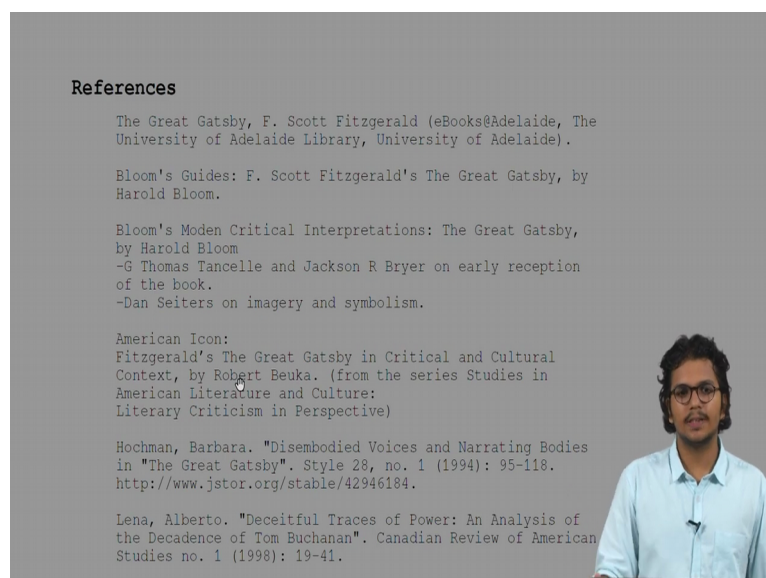 References
The Great Gatsby, F. Scott Fitzgerald (eBooks@Adelaide, The
University of Adelaide Library, University of Adelaide).
Bloom's Guides: F. Scott Fitzgerald's The Great Gatsby, by
Harold Bloom.
Bloom's Moden Critical Interpretations: The Great Gatsby,
by Harold Bloom
-G Thomas Tancelle and Jackson R Bryer on early reception
of the book.
-Dan Seiters on imagery and symbolism.
American Icon:
Fitzgerald’s The Great Gatsby in Critical and Cultural
Context, by Robert Beuka. (from the series Studies in
American Literature and Culture:
Literary Criticism in Perspective)
Hochman, Barbara. "Disembodied Voices and Narrating Bodies
in "The Great Gatsby". Style 28, no. 1 (1994): 95-118.
http://www.jstor.org/stable/42946184.
Lena, Alberto. "Deceitful Traces of Power: An Analysis of
the Decadence of Tom Buchanan". Canadian Review of American
Studies no. 1 (1998): 19-41.